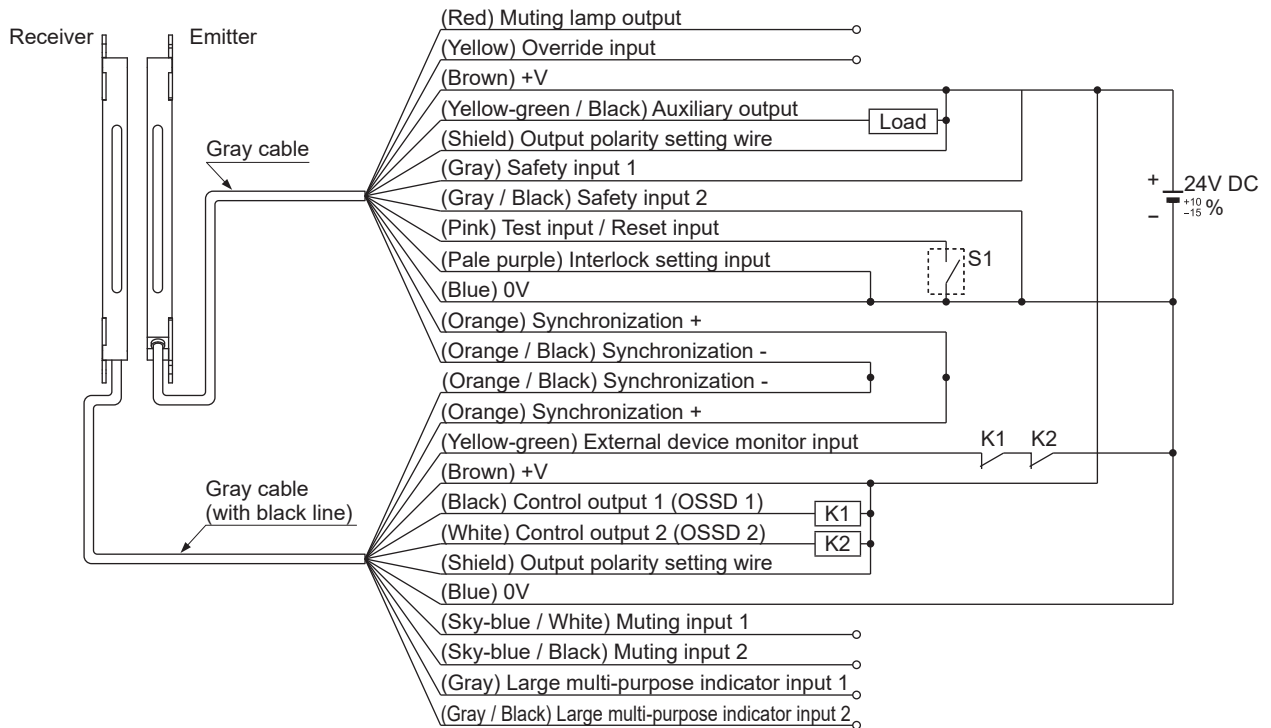 Receiver
Emitter
(Red) Muting lamp output
(Yellow) Override input
(Brown) +V
(Yellow-green / Black) Auxiliary output
Load
(Shield) Output polarity setting wire
Gray cable
(Gray) Safety input 1
(Gray / Black) Safety input 2
+
24V DC
+10
-15 %
−
(Pink) Test input / Reset input
S1
(Pale purple) Interlock setting input
(Blue) 0V
(Orange) Synchronization +
(Orange / Black) Synchronization -
(Orange / Black) Synchronization -
(Orange) Synchronization +
(Yellow-green) External device monitor input
K1
K2
(Brown) +V
Gray cable
(with black line)
(Black) Control output 1 (OSSD 1)
K1
(White) Control output 2 (OSSD 2)
K2
(Shield) Output polarity setting wire
(Blue) 0V
(Sky-blue / White) Muting input 1
(Sky-blue / Black) Muting input 2
(Gray) Large multi-purpose indicator input 1
(Gray / Black) Large multi-purpose indicator input 2